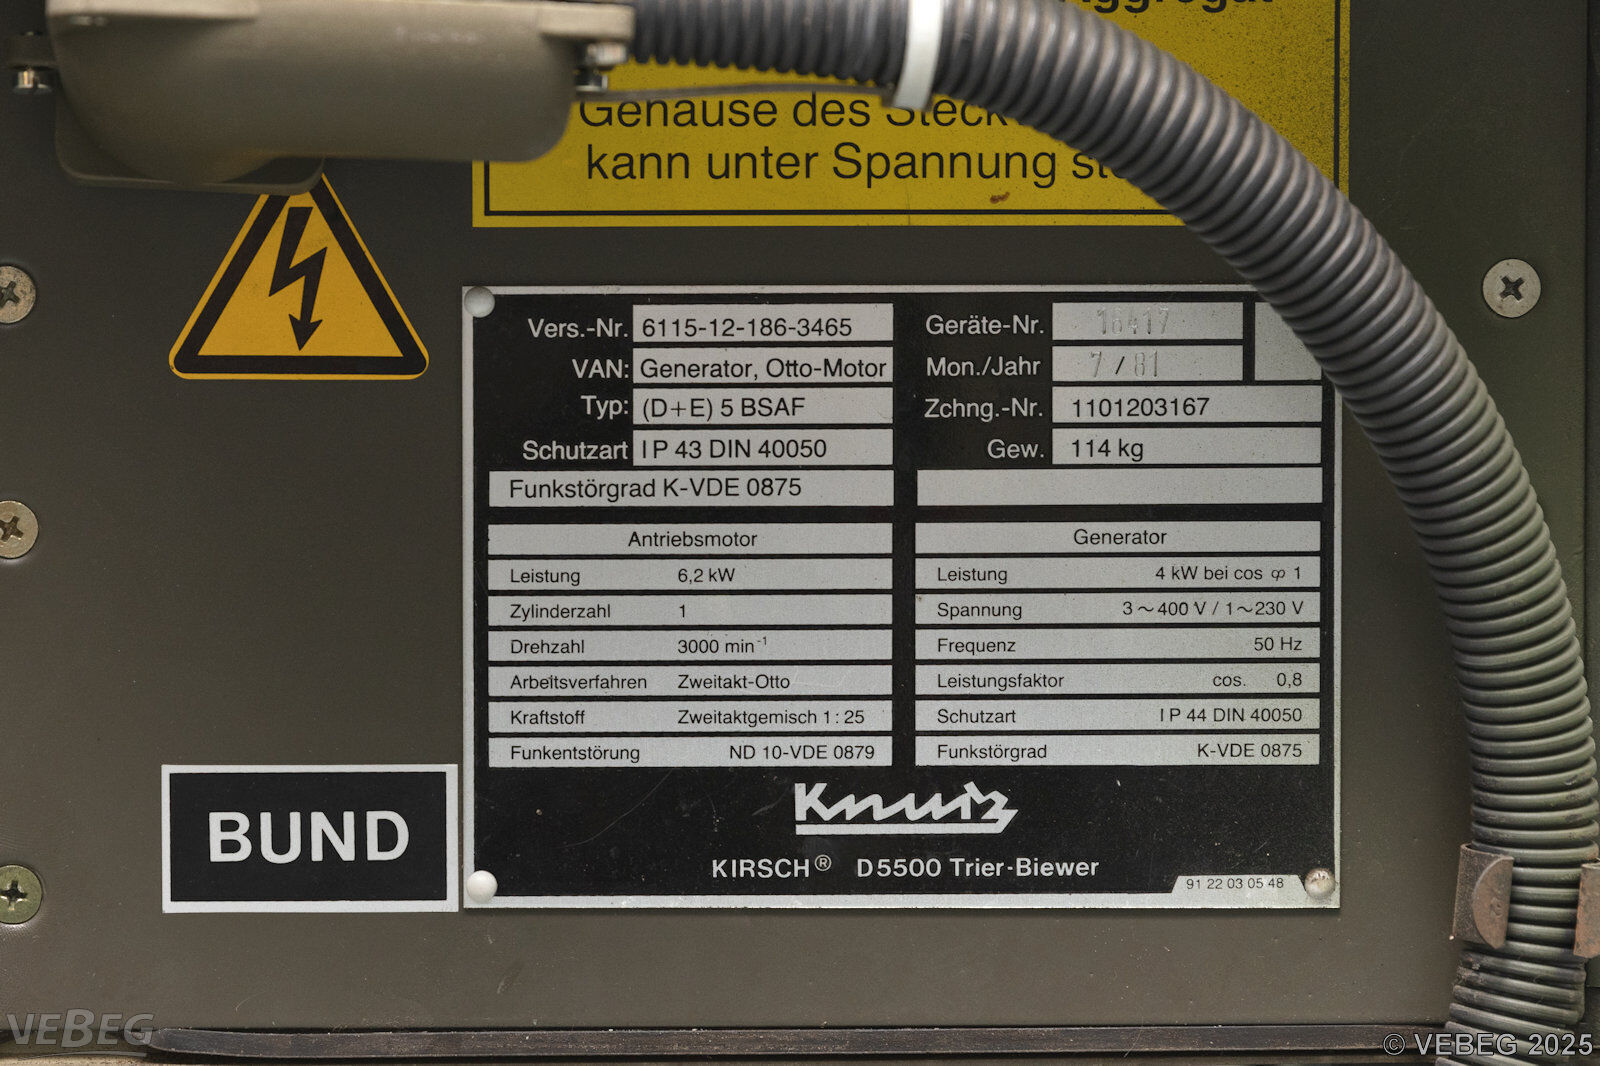 Aggregat
Gehäuse des Steck
kann unter Spannung st
Vers.-Nr. 6115-12-186-3465
VAN: Generator, Otto-Motor
Typ: (D+E) 5 BSAF
Schutzart IP 43 DIN 40050
Funkstörgrad K-VDE 0875
Geräte-Nr. 18417
Mon./Jahr 7 / 81
Zchng.-Nr. 1101203167
Gew. 114 kg
Antriebsmotor
Leistung 6,2 kW
Zylinderzahl 1
Drehzahl 3000 min⁻¹
Arbeitsverfahren Zweitakt-Otto
Kraftstoff Zweitaktgemisch 1:25
Funkentstörung ND 10-VDE 0879
Generator
Leistung 4 kW bei cos φ 1
Spannung 3~400 V / 1~230 V
Frequenz 50 Hz
Leistungsfaktor cos. 0,8
Schutzart IP 44 DIN 40050
Funkstörgrad K-VDE 0875
Knurz
KIRSCH® D5500 Trier-Biewer
91 22 03 05 48
BUND
VEBEG
© VEBEG 2025